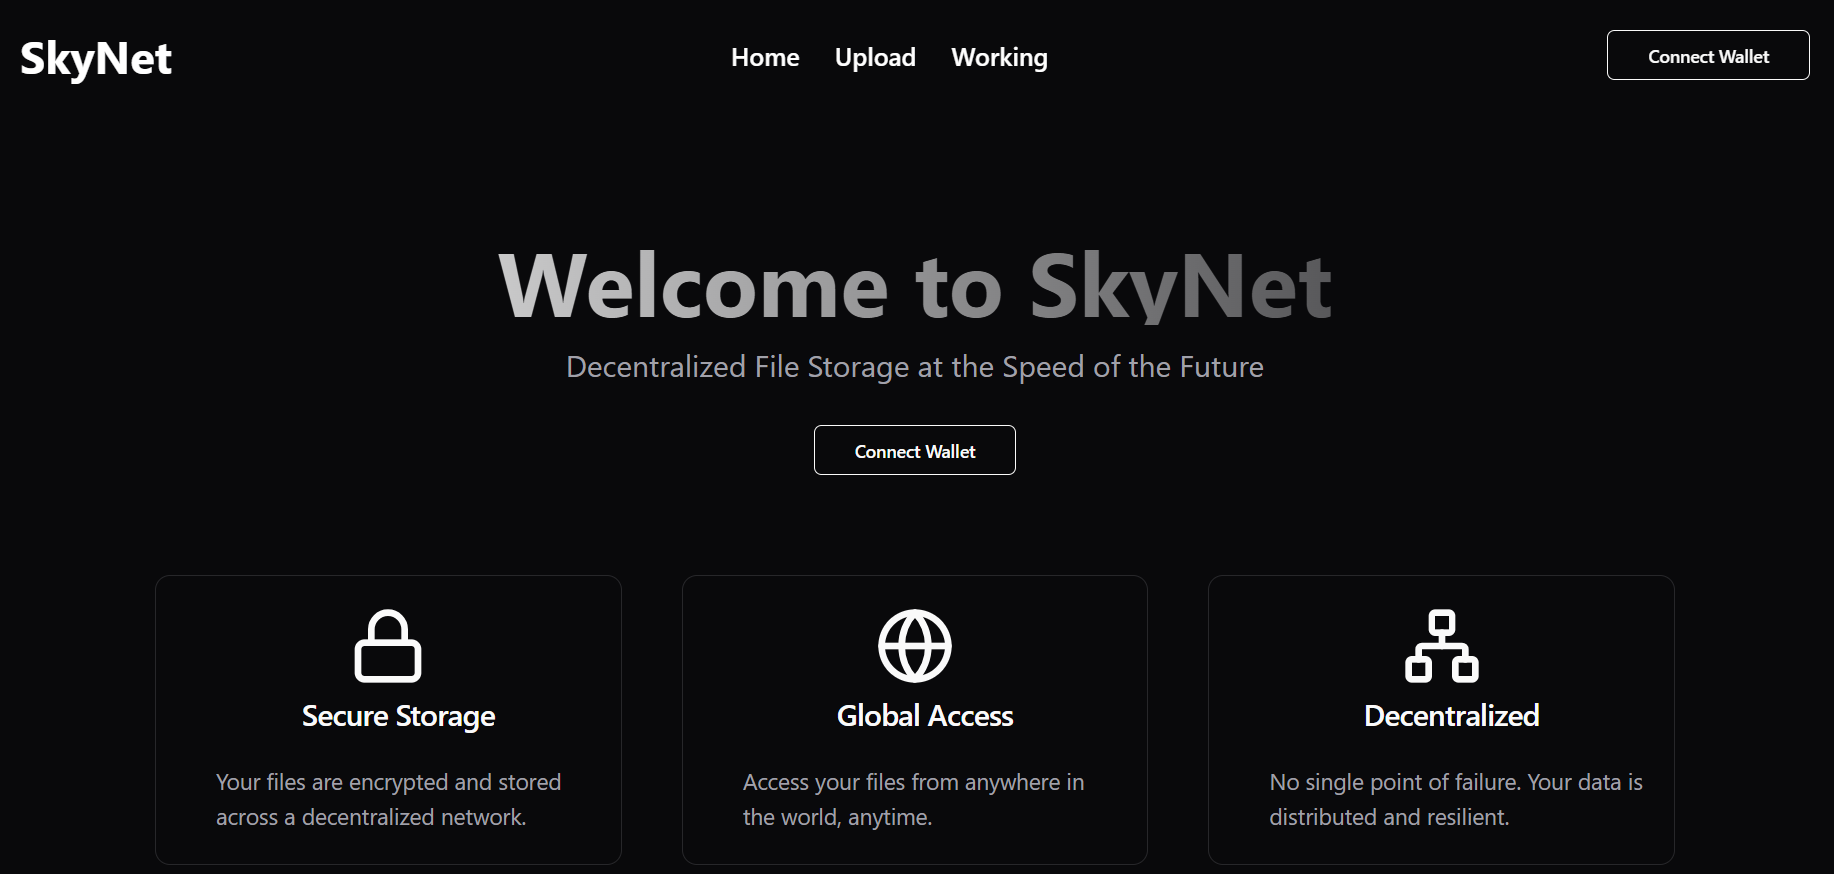 SkyNet
Home Upload Working
Connect Wallet
Welcome to SkyNet
Decentralized File Storage at the Speed of the Future
Connect Wallet
Secure Storage
Your files are encrypted and stored
across a decentralized network.
Global Access
Access your files from anywhere in
the world, anytime.
Decentralized
No single point of failure. Your data is
distributed and resilient.